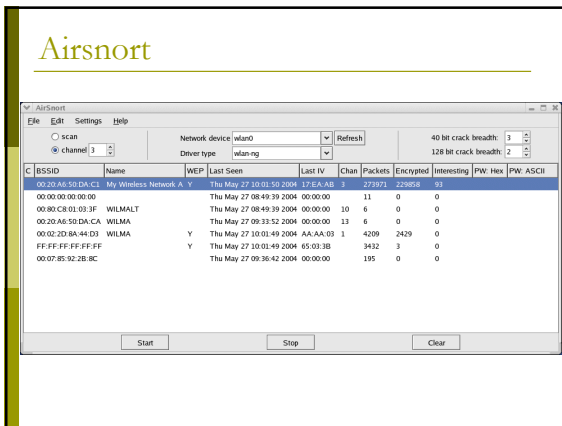 Airsnort
AirSnort
File Edit Settings Help
scan
channel 3
Network device wlan0 Refresh
Driver type wlan-ng
40 bit crack breadth: 3
128 bit crack breadth: 2
C BSSID Name WEP Last Seen Last IV Chan Packets Encrypted Interesting PW: Hex PW: ASCII
00:20:A6:50:DA:C1 My Wireless Network A Y Thu May 27 10:01:50 2004 17:EA:AB 3 273971 229858 93
00:00:00:00:00:00 Thu May 27 08:49:39 2004 00:00:00 11 0 0
00:80:C8:01:03:3F WILMALT Thu May 27 08:49:39 2004 00:00:00 10 6 0 0
00:20:A6:50:DA:CA WILMA Thu May 27 09:33:52 2004 00:00:00 13 6 0 0
00:02:2D:8A:44:D3 WILMA Y Thu May 27 10:01:49 2004 AA:AA:03 1 4209 2429 0
FF:FF:FF:FF:FF:FF Y Thu May 27 10:01:49 2004 65:03:3B 3432 3 0
00:07:85:92:2B:8C Thu May 27 09:36:42 2004 00:00:00 195 0 0
Start Stop Clear